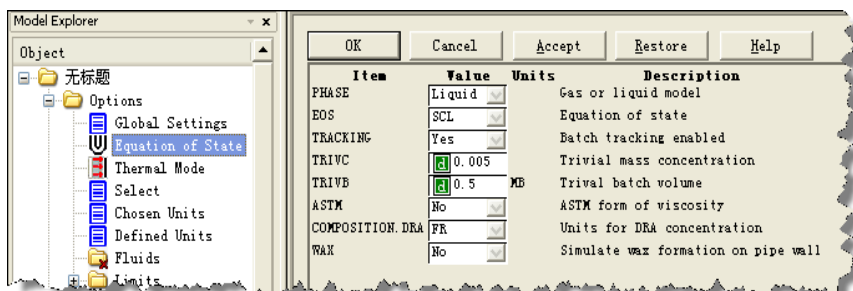 Model Explorer
Object
无标题
Options
Global Settings
Equation of State
Thermal Mode
Select
Chosen Units
Defined Units
Fluids
Limits
OK Cancel Accept Restore Help
Item Value Units Description
PHASE Liquid Gas or liquid model
EOS SCL Equation of state
TRACKING Yes Batch tracking enabled
TRIVC d 0.005 Trivial mass concentration
TRIVB d 0.5 MB Trival batch volume
ASTM No ASTM form of viscosity
COMPOSITION.DRA FR Units for DRA concentration
WAX No Simulate wax formation on pipe wall